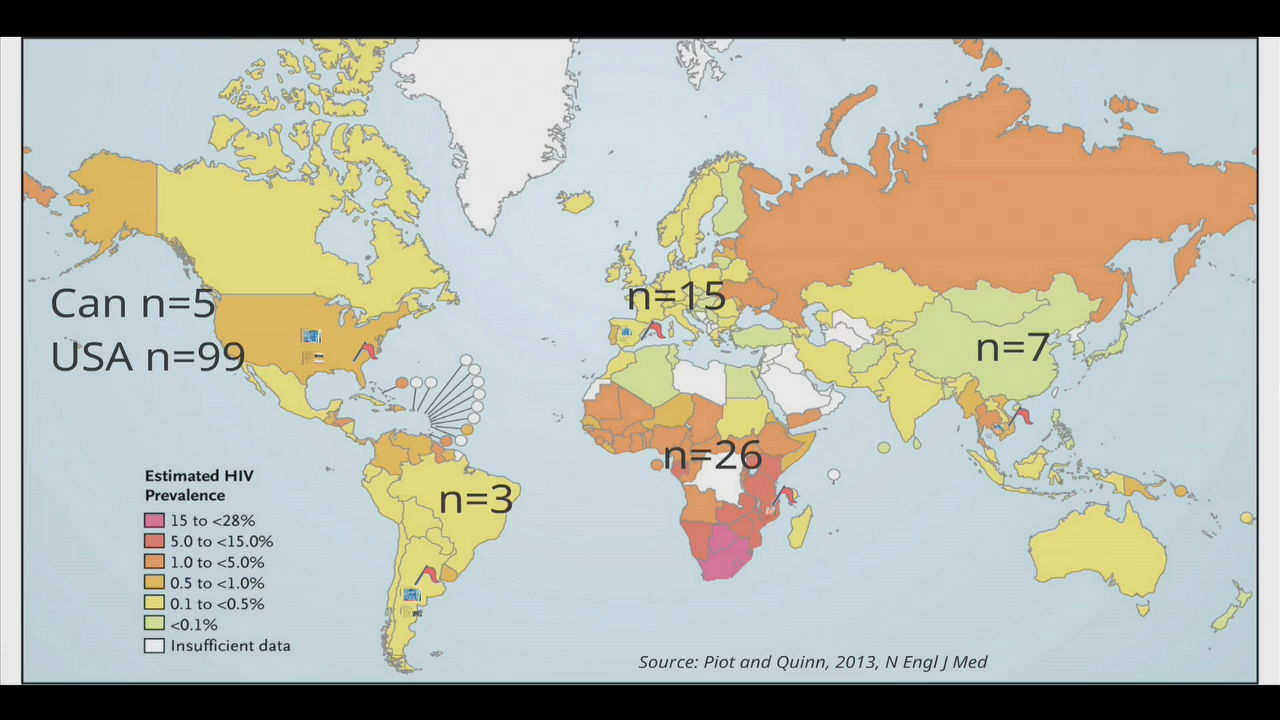 Can n=5
USA n=99
n=15
n=7
n=26
n=3
Estimated HIV
Prevalence
15 to <28%
5.0 to <15.0%
1.0 to <5.0%
0.5 to <1.0%
0.1 to <0.5%
<0.1%
Insufficient data
Source: Piot and Quinn, 2013, N Engl J Med